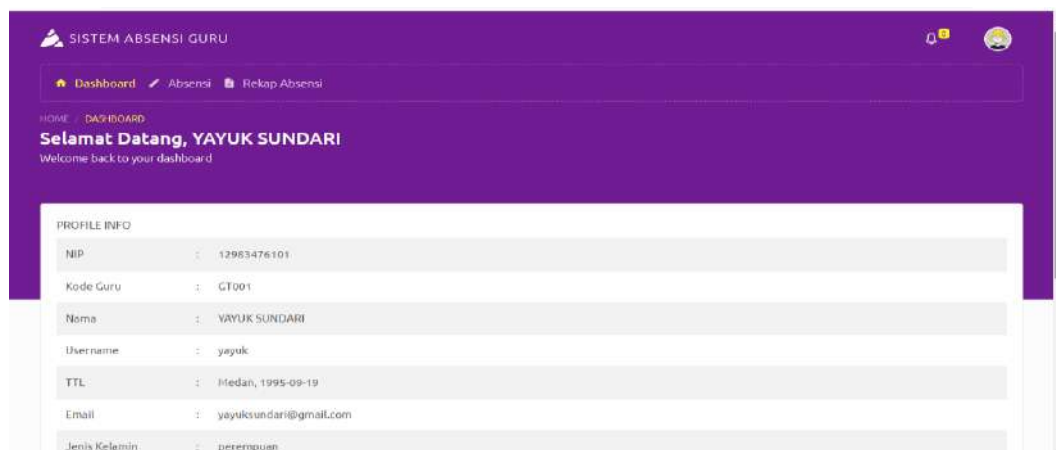 SISTEM ABSENSI GURU
0
Dashboard Absensi Rekap Absensi
HOME / DASHBOARD
Selamat Datang, YAYUK SUNDARI
Welcome back to your dashboard
PROFILE INFO
NIP : 12983476101
Kode Guru : GT001
Nama : YAYUK SUNDARI
Username : yayuk
TTL : Medan, 1995-09-19
Email : yayuksundari@gmail.com
Jenis Kelamin : perempuan